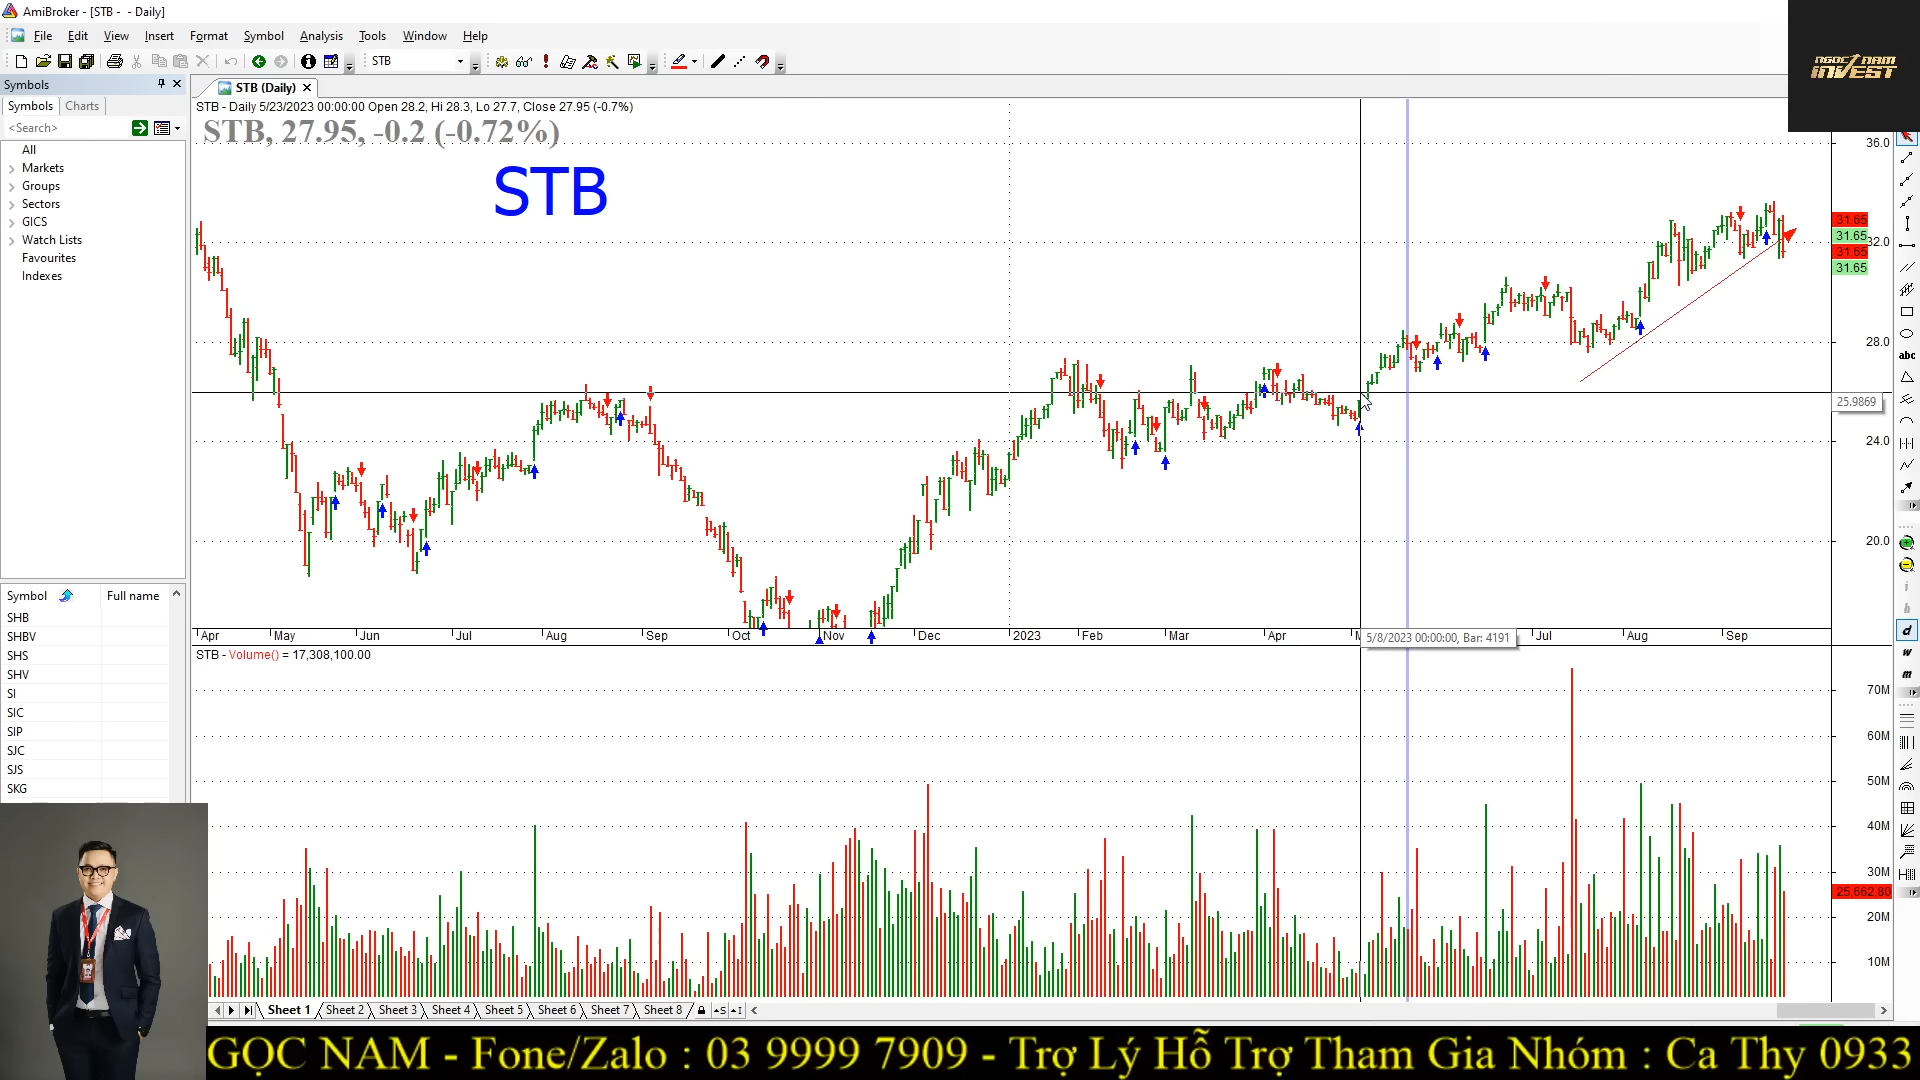 AmiBroker - [STB - - Daily]
File Edit View Insert Format Symbol Analysis Tools Window Help
STB
NGOC NAM
INVEST
Symbols
Symbols Charts
<Search>
All
Markets
Groups
Sectors
GICS
Watch Lists
Favourites
Indexes
Symbol Full name
SHB
SHBV
SHS
SHV
SI
SIC
SIP
SJC
SJS
SKG
STB (Daily)
STB - Daily 5/23/2023 00:00:00 Open 28.2, Hi 28.3, Lo 27.7, Close 27.95 (-0.7%)
STB, 27.95, -0.2 (-0.72%)
STB
36.0
31.65
31.65
32.0
31.65
31.65
28.0
25.9869
24.0
20.0
Apr May Jun Jul Aug Sep Oct Nov Dec 2023 Feb Mar Apr 5/8/2023 00:00:00, Bar: 4191 Jul Aug Sep
STB - Volume() = 17,308,100.00
70M
60M
50M
40M
30M
25,662,80
20M
10M
abc
i
h
d
w
m
Sheet 1 Sheet 2 Sheet 3 Sheet 4 Sheet 5 Sheet 6 Sheet 7 Sheet 8
GỌC NAM - Fone/Zalo : 03 9999 7909 - Trợ Lý Hỗ Trợ Tham Gia Nhóm : Ca Thy 0933